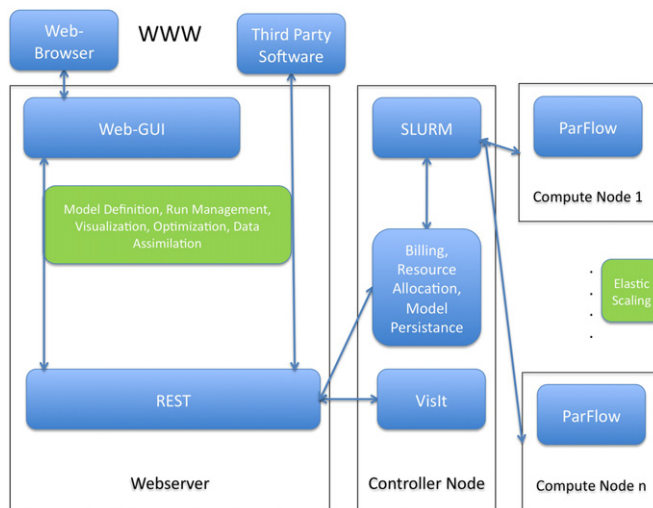 Web-
Browser
WWW
Third Party
Software
Web-GUI
SLURM
ParFlow
Compute Node 1
Model Definition, Run Management,
Visualization, Optimization, Data
Assimilation
Billing,
Resource
Allocation,
Model
Persistance
Elastic
Scaling
REST
VisIt
ParFlow
Webserver
Controller Node
Compute Node n